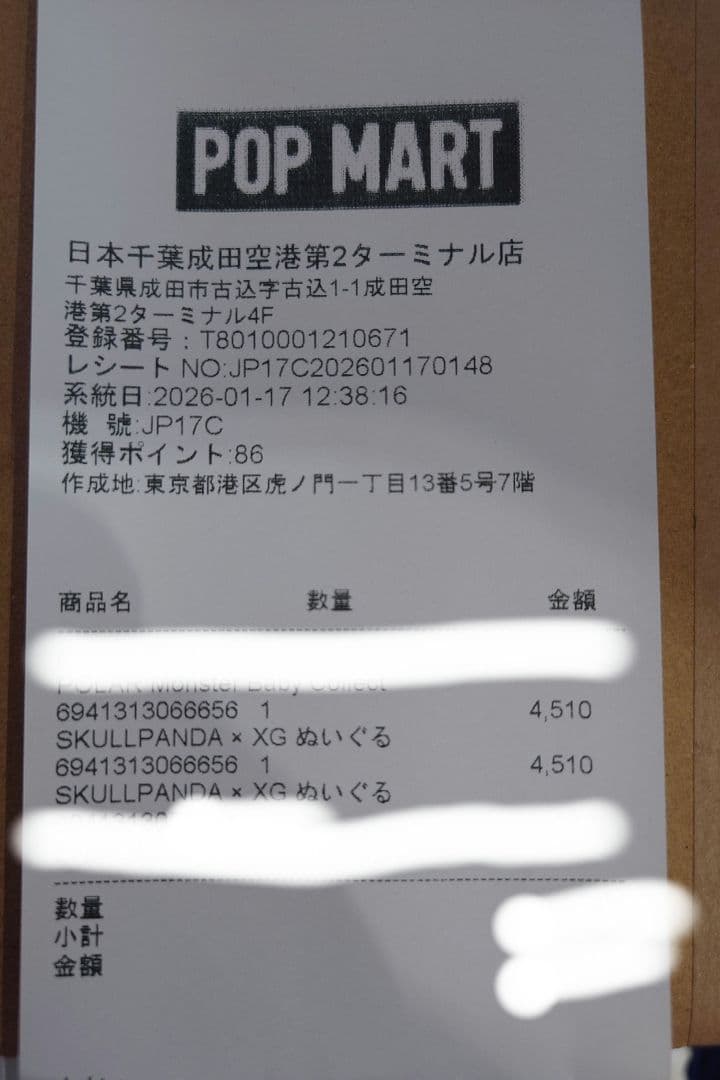 POP MART
日本千葉成田空港第2ターミナル店
千葉県成田市古込字古込1-1成田空
港第2ターミナル4F
登録番号：T8010001210671
レシート NO:JP17C202601170148
系統日:2026-01-17 12:38:16
機 號:JP17C
獲得ポイント:86
作成地:東京都港区虎ノ門一丁目13番5号7階
商品名 数量 金額
Monster Baby Collect
6941313066656 1 4,510
SKULLPANDA × XG ぬいぐる
6941313066656 1 4,510
SKULLPANDA × XG ぬいぐる
数量
小計
金額